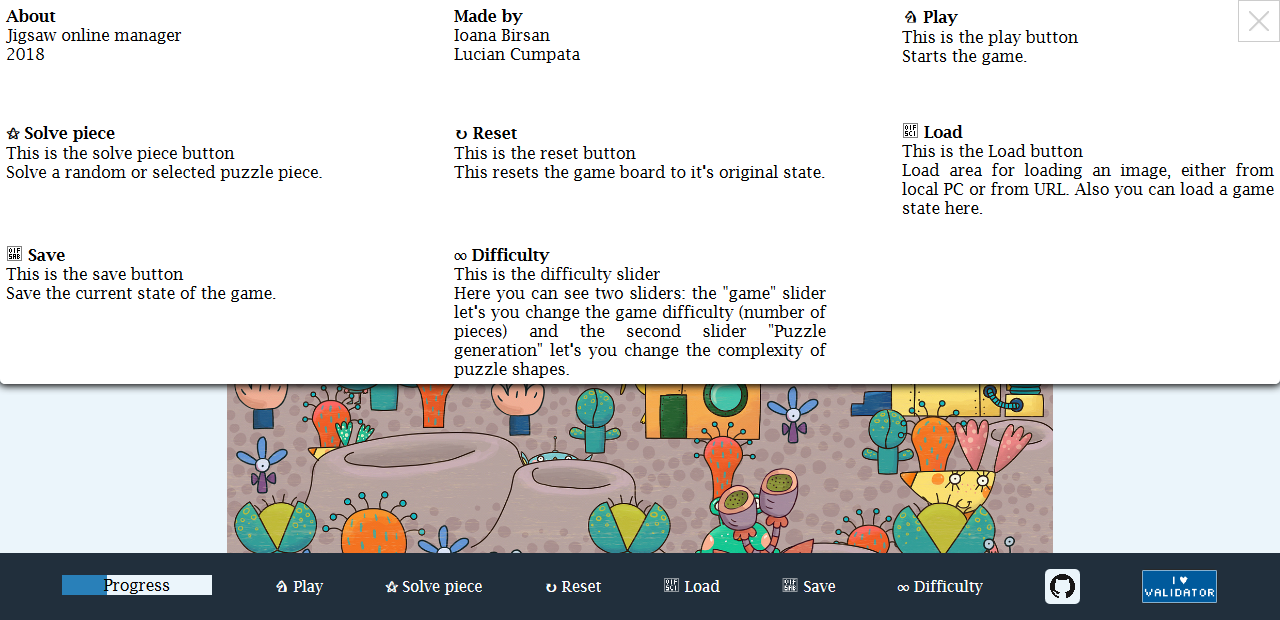 About
Jigsaw online manager
2018
Made by
Ioana Birsan
Lucian Cumpata
Play
This is the play button
Starts the game.
Solve piece
This is the solve piece button
Solve a random or selected puzzle piece.
Reset
This is the reset button
This resets the game board to it's original state.
Load
This is the Load button
Load area for loading an image, either from
local PC or from URL. Also you can load a game
state here.
Save
This is the save button
Save the current state of the game.
∞ Difficulty
This is the difficulty slider
Here you can see two sliders: the "game" slider
let's you change the game difficulty (number of
pieces) and the second slider "Puzzle
generation" let's you change the complexity of
puzzle shapes.
Progress
Play
Solve piece
Reset
Load
Save
∞ Difficulty
I ♥
VALIDATOR